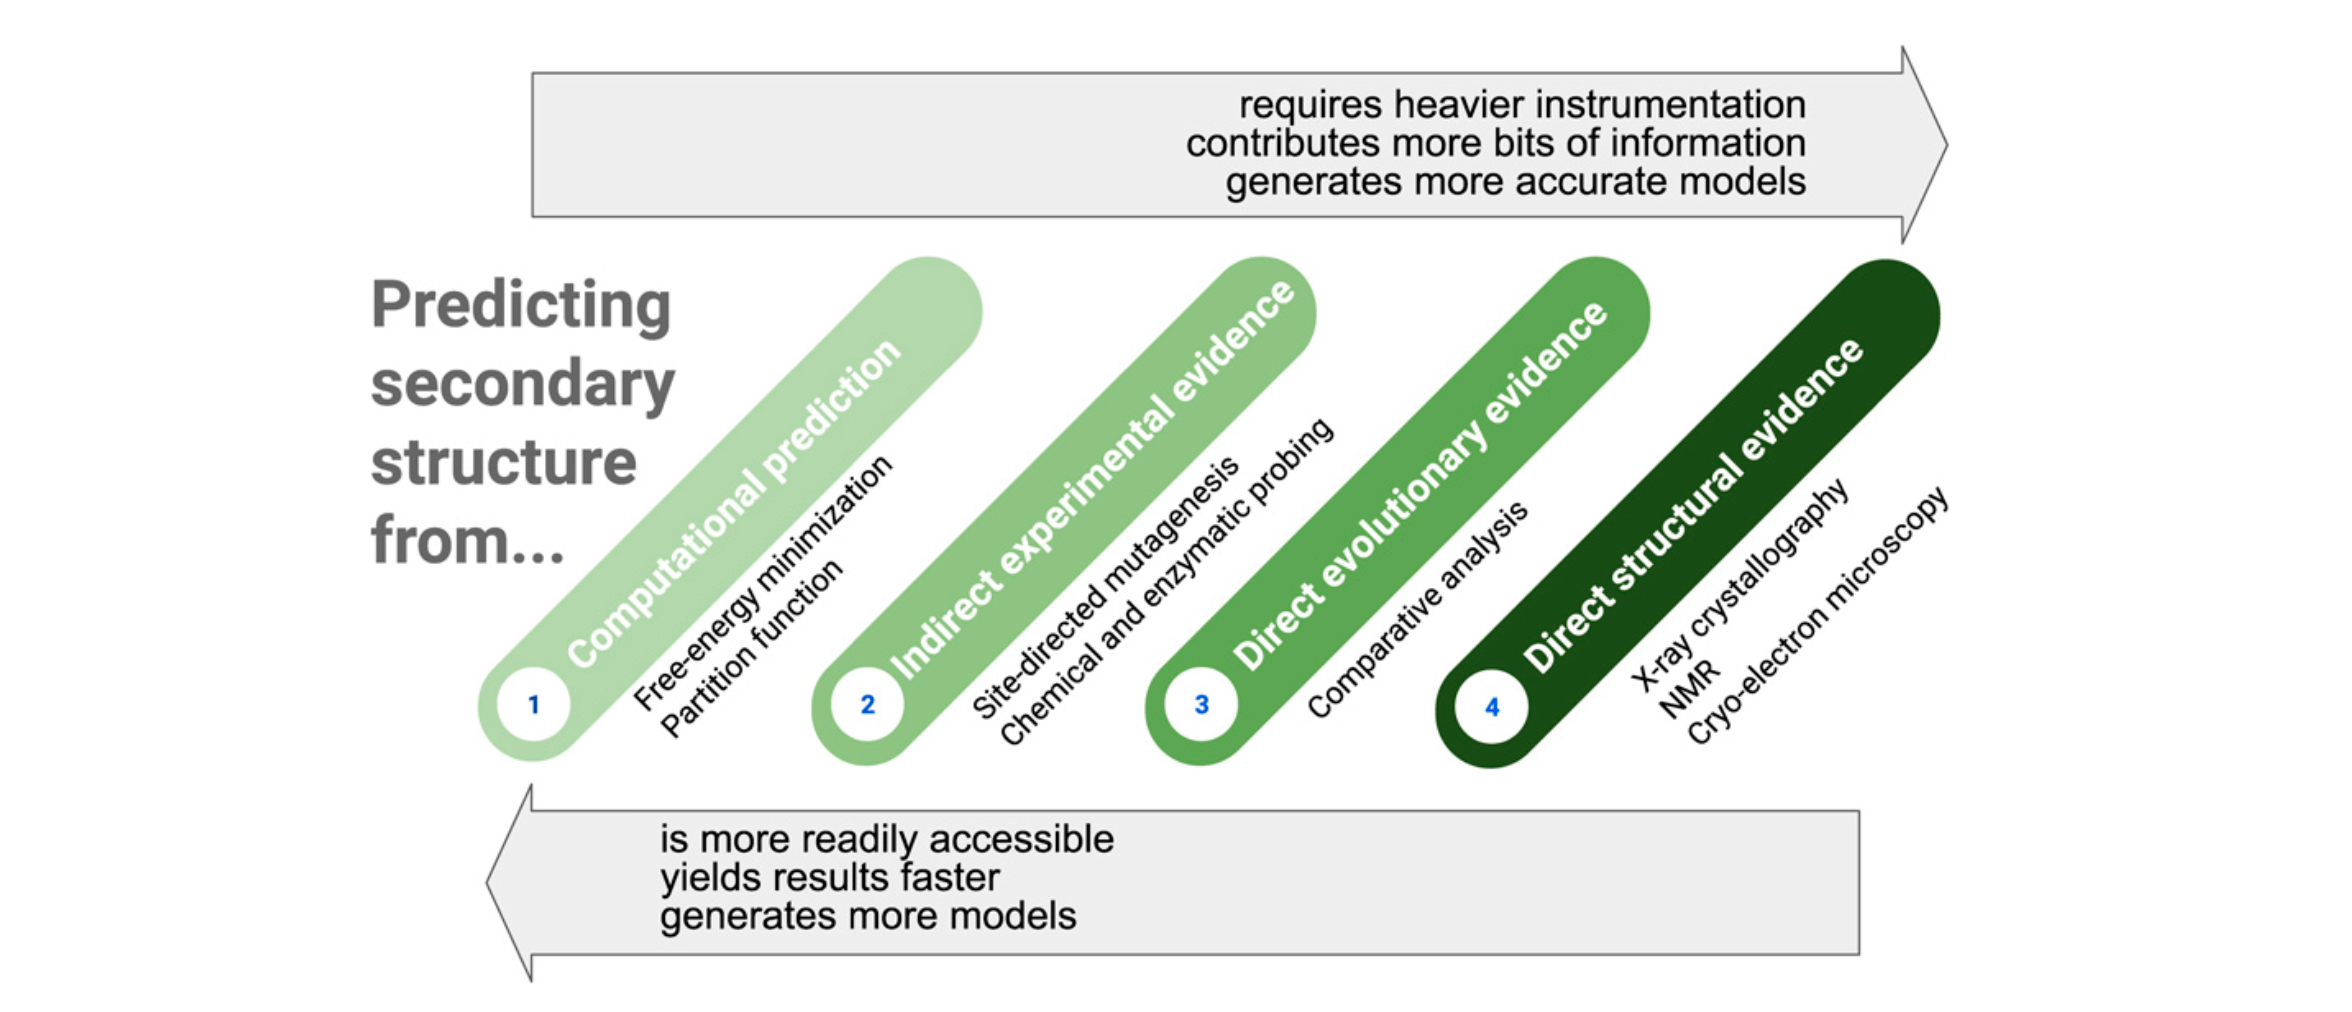 requires heavier instrumentation
contributes more bits of information
generates more accurate models
Predicting
secondary
structure
from...
1
Computational prediction
Free-energy minimization
Partition function
2
Indirect experimental evidence
Site-directed mutagenesis
Chemical and enzymatic probing
3
Direct evolutionary evidence
Comparative analysis
4
Direct structural evidence
X-ray crystallography
NMR
Cryo-electron microscopy
is more readily accessible
yields results faster
generates more models